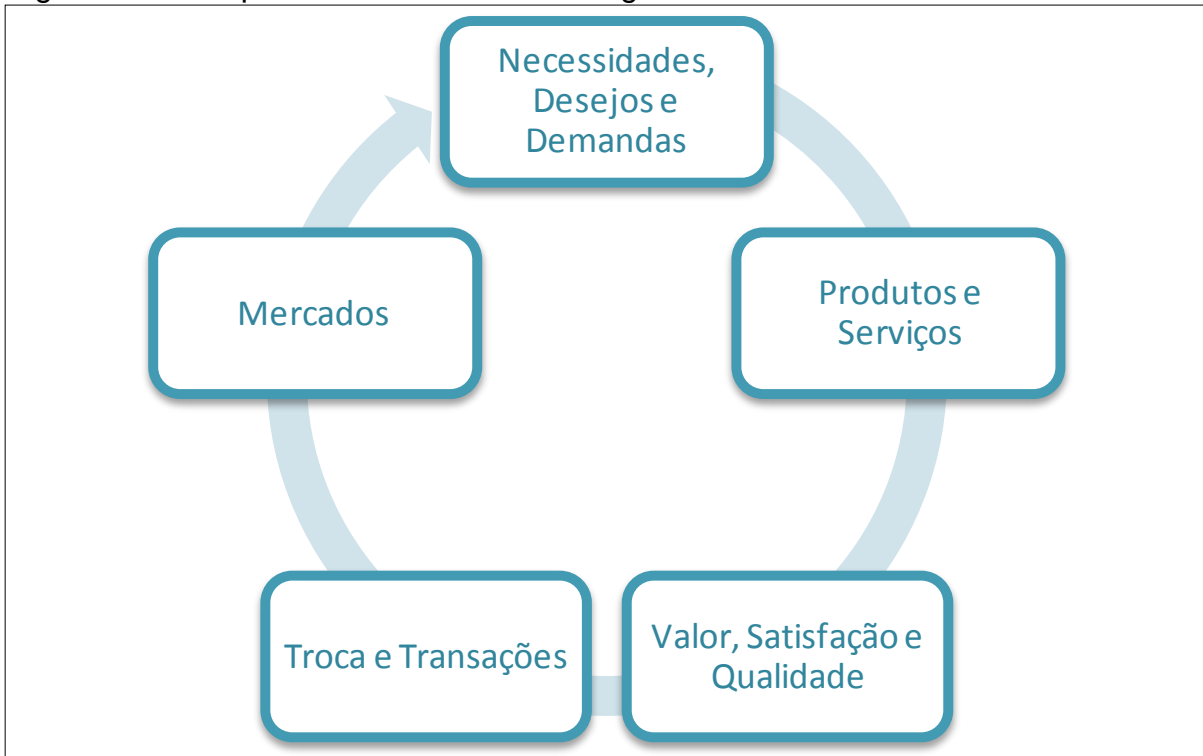 Necessidades,
Desejos e
Demandas
Produtos e
Serviços
Valor, Satisfação e
Qualidade
Troca e Transações
Mercados